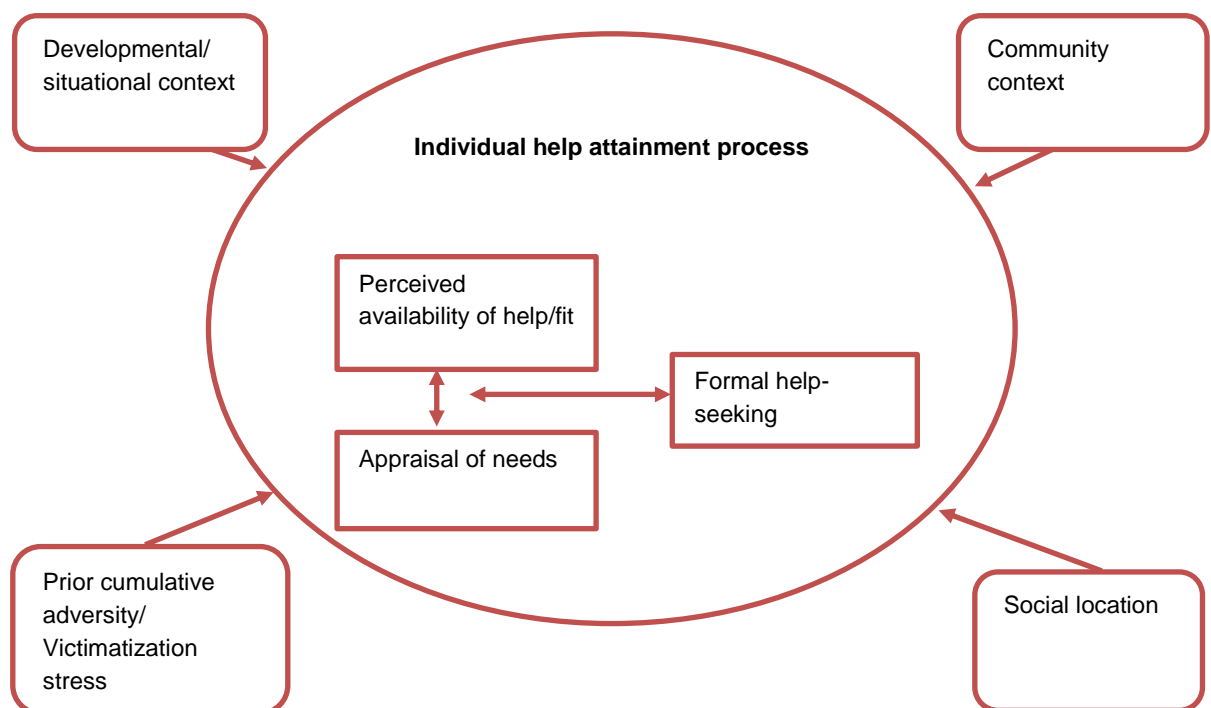 Developmental/
situational context
Community
context
Individual help attainment process
Perceived
availability of help/fit
Formal help-
seeking
Appraisal of needs
Prior cumulative
adversity/
Victimatization
stress
Social location